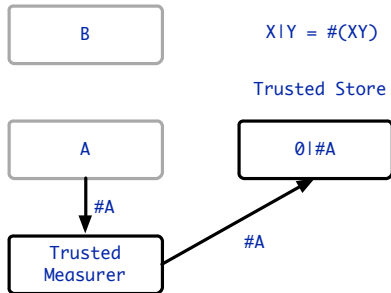 B
X|Y = #(XY)
Trusted Store
A
0|#A
#A
#A
Trusted
Measurer